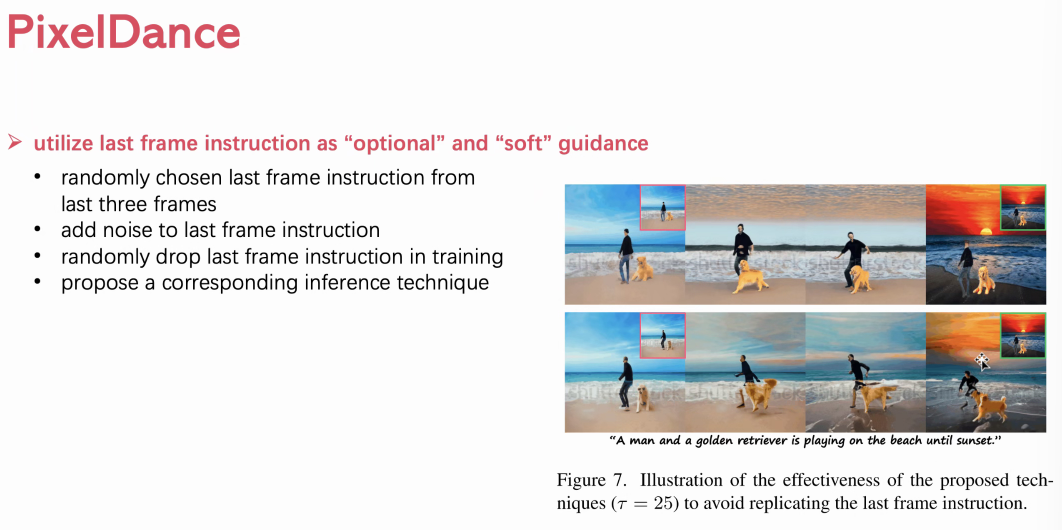 PixelDance
➢ utilize last frame instruction as “optional” and “soft” guidance
• randomly chosen last frame instruction from
last three frames
• add noise to last frame instruction
• randomly drop last frame instruction in training
• propose a corresponding inference technique
“A man and a golden retriever is playing on the beach until sunset.”
Figure 7. Illustration of the effectiveness of the proposed tech-
niques (τ = 25) to avoid replicating the last frame instruction.